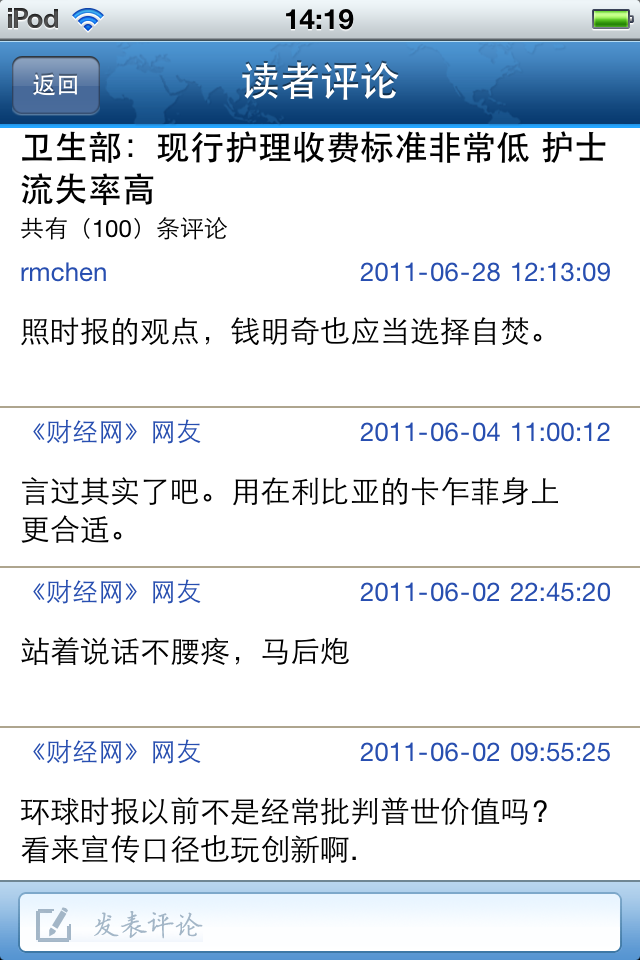 iPod 14:19
返回 读者评论
卫生部：现行护理收费标准非常低 护士
流失率高
共有（100）条评论
rmchen 2011-06-28 12:13:09
照时报的观点，钱明奇也应当选择自焚。
《财经网》网友 2011-06-04 11:00:12
言过其实了吧。用在利比亚的卡乍菲身上
更合适。
《财经网》网友 2011-06-02 22:45:20
站着说话不腰疼，马后炮
《财经网》网友 2011-06-02 09:55:25
环球时报以前不是经常批判普世价值吗?
看来宣传口径也玩创新啊.
发表评论